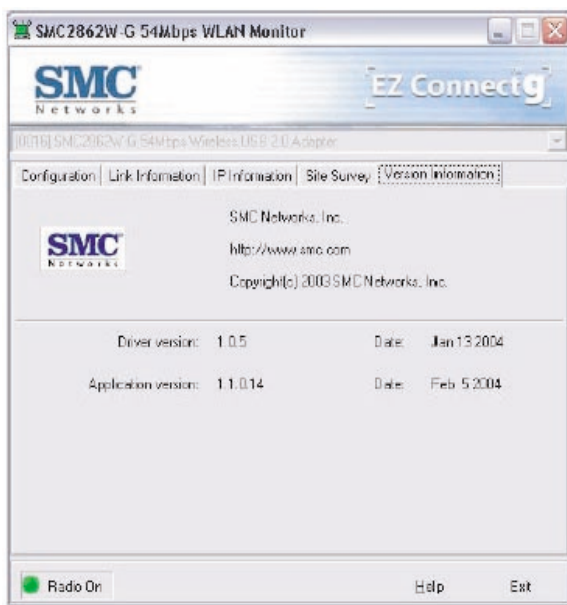 SMC2862W-G 54Mbps WLAN Monitor
SMC
Networks
EZ Connect g
[0016] SMC2862W-G 54Mbps Wireless USB 2.0 Adapter
Configuration Link Information IP Information Site Survey Version Information
SMC Networks, Inc.
SMC
Networks
http://www.smc.com
Copyright(c) 2003 SMC Networks, Inc.
Driver version: 1.0.5 Date: Jan 13 2004
Application version: 1.1.0.14 Date: Feb 5 2004
Radio On Help Exit